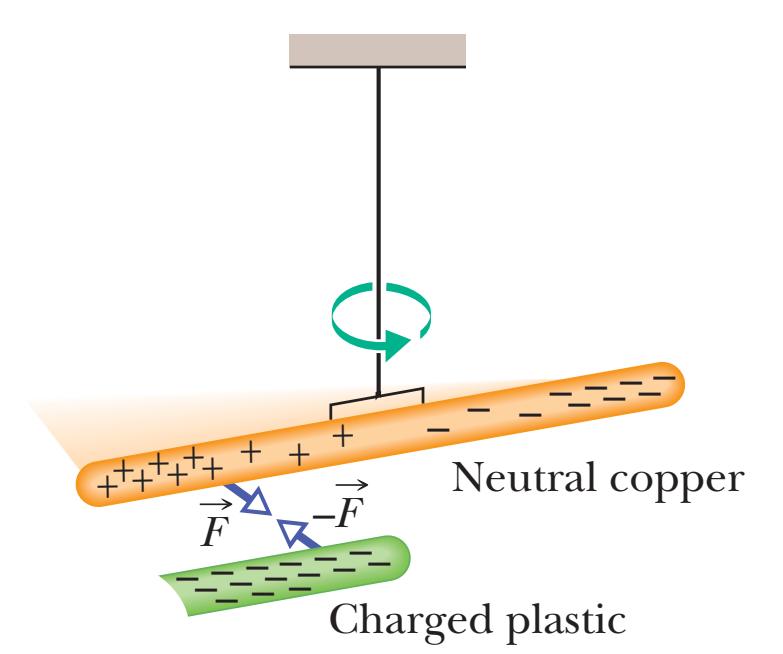 Neutral copper
F
–F
Charged plastic